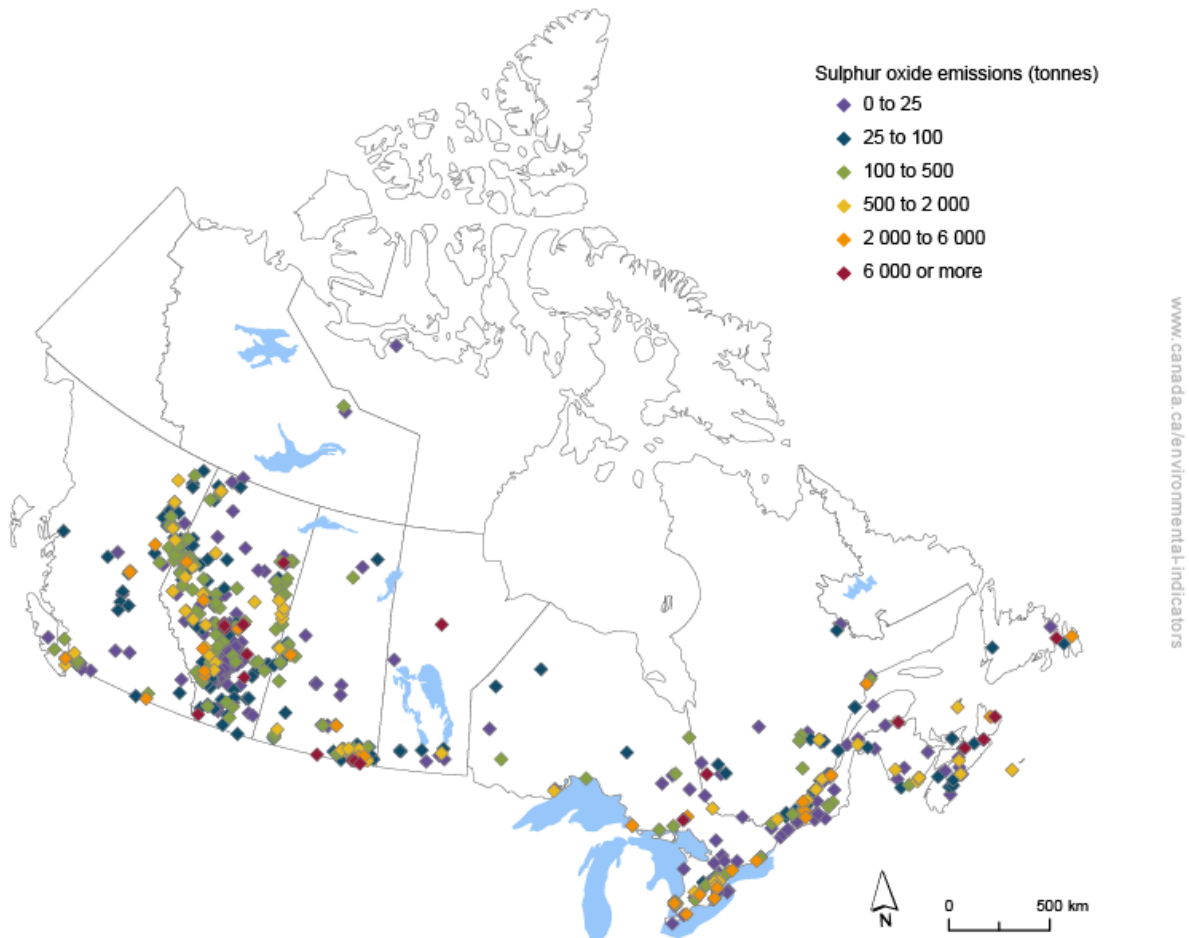 Sulphur oxide emissions (tonnes)
0 to 25
25 to 100
100 to 500
500 to 2 000
2 000 to 6 000
6 000 or more
www.canada.ca/environmental-indicators
N
0 500 km